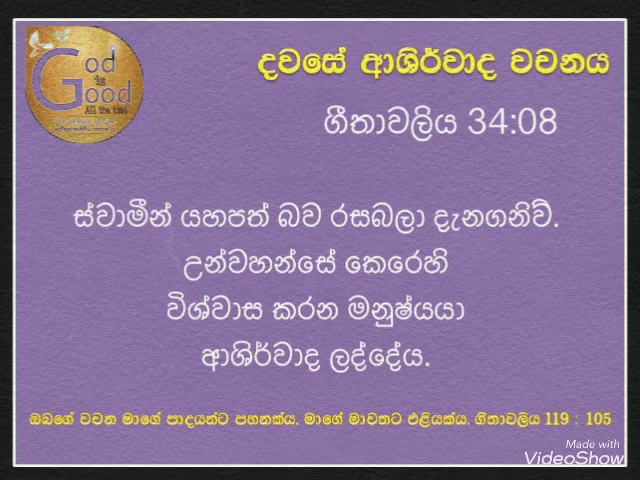 God
is
Good
All the time
දවසේ ආශිර්වාද වචනය
ගීතාවලිය 34:08
ස්වාමීන් යහපත් බව රසබලා දැනගනිව්.
උන්වහන්සේ කෙරෙහි
විශ්වාස කරන මනුෂ්යයා
ආශිර්වාද ලද්දේය.
ඔබගේ වචන මාගේ පාදයන්ට පහනක්ය. මාගේ මාවතට එළියක්ය. ගීතාවලිය 119 : 105
Made with
VideoShow